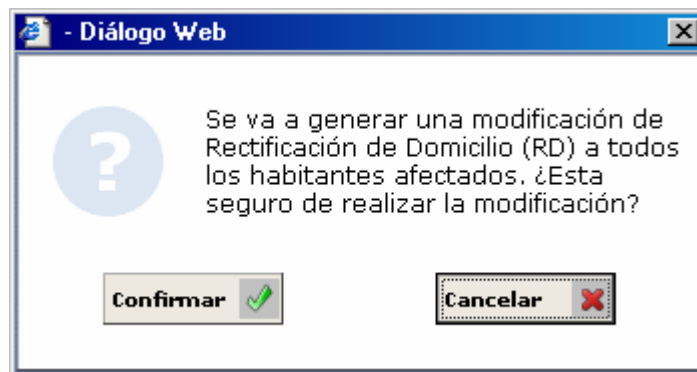 - Diálogo Web
Se va a generar una modificación de
Rectificación de Domicilio (RD) a todos
los habitantes afectados. ¿Esta
seguro de realizar la modificación?
Confirmar
Cancelar